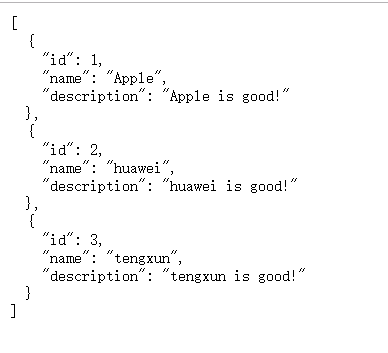 [
  {
    "id": 1,
    "name": "Apple",
    "description": "Apple is good!"
  },
  {
    "id": 2,
    "name": "huawei",
    "description": "huawei is good!"
  },
  {
    "id": 3,
    "name": "tengxun",
    "description": "tengxun is good!"
  }
]